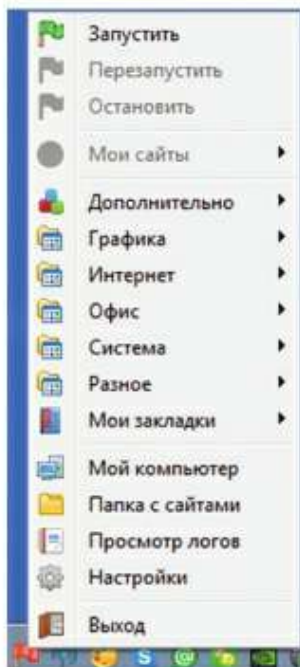 Запустить
Перезапустить
Остановить
Мои сайты
Дополнительно
Графика
Интернет
Офис
Система
Разное
Мои закладки
Мой компьютер
Папка с сайтами
Просмотр логов
Настройки
Выход